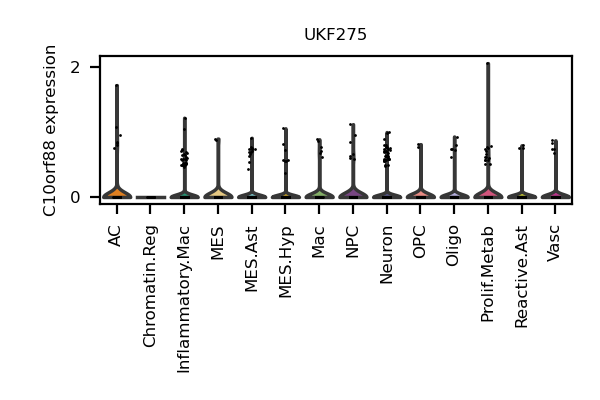 UKF275
C10orf88 expression
2
0
AC
Chromatin.Reg
Inflammatory.Mac
MES
MES.Ast
MES.Hyp
Mac
NPC
Neuron
OPC
Oligo
Prolif.Metab
Reactive.Ast
Vasc